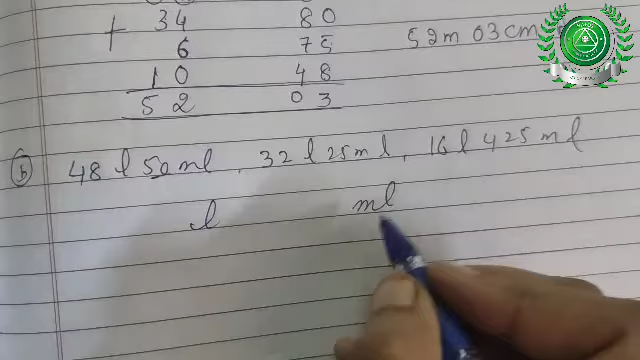 + 34 80
6 75
10 48
52 03
52m 03cm
(b) 48 l 50 ml, 32 l 25 ml, 16 l 425 ml
l ml